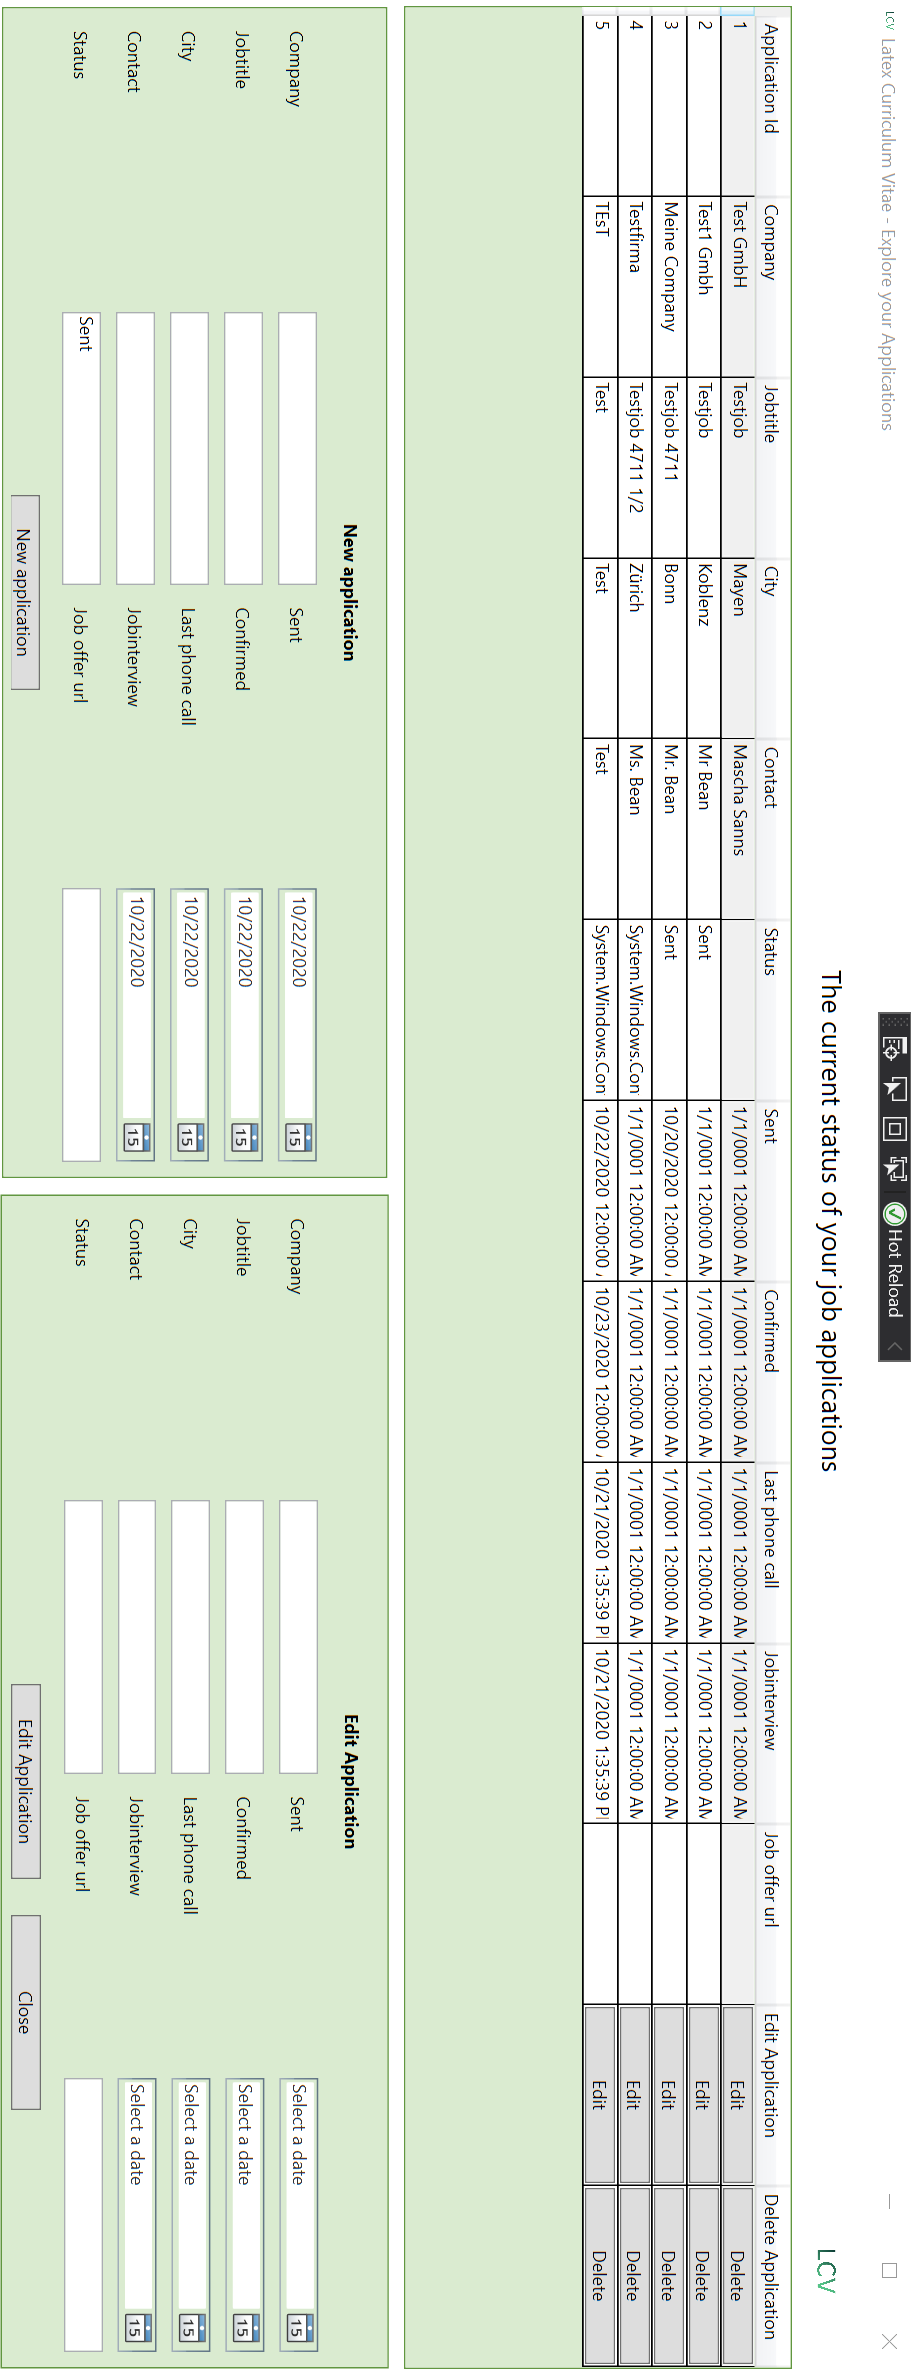 LCV Latex Curriculum Vitae - Explore your Applications
Hot Reload
The current status of your job applications
LCV
Application Id Company Jobtitle City Contact Status Sent Confirmed Last phone call Jobinterview Job offer url Edit Application Delete Application
1 Test GmbH Testjob Mayen Mascha Sanns 1/1/0001 12:00:00 AM 1/1/0001 12:00:00 AM 1/1/0001 12:00:00 AM 1/1/0001 12:00:00 AM Edit Delete
2 Test1 Gmbh Testjob Koblenz Mr Bean Sent 1/1/0001 12:00:00 AM 1/1/0001 12:00:00 AM 1/1/0001 12:00:00 AM 1/1/0001 12:00:00 AM Edit Delete
3 Meine Company Testjob 4711 Bonn Mr. Bean Sent 10/20/2020 12:00:00 1/1/0001 12:00:00 AM 1/1/0001 12:00:00 AM 1/1/0001 12:00:00 AM Edit Delete
4 Testfirma Testjob 4711 1/2 Zürich Ms. Bean System.Windows.Con 1/1/0001 12:00:00 AM 1/1/0001 12:00:00 AM 1/1/0001 12:00:00 AM 1/1/0001 12:00:00 AM Edit Delete
5 TEsT Test Test Test System.Windows.Con 10/22/2020 12:00:00 10/23/2020 12:00:00 10/21/2020 1:35:39 P 10/21/2020 1:35:39 P Edit Delete
New application
Company Sent 10/22/2020 15
Jobtitle Confirmed 10/22/2020 15
City Last phone call 10/22/2020 15
Contact Jobinterview 10/22/2020 15
Status Sent Job offer url
New application
Edit Application
Company Sent Select a date 15
Jobtitle Confirmed Select a date 15
City Last phone call Select a date 15
Contact Jobinterview Select a date 15
Status Job offer url
Edit Application Close